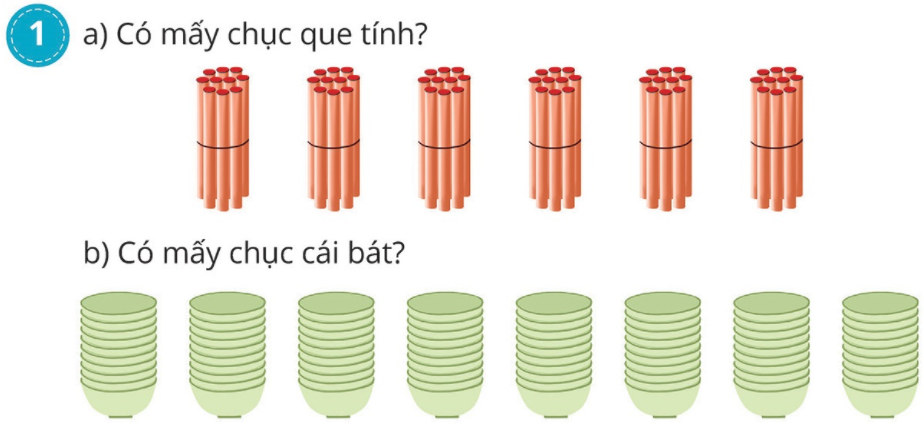 1 a) Có mấy chục que tính?
b) Có mấy chục cái bát?